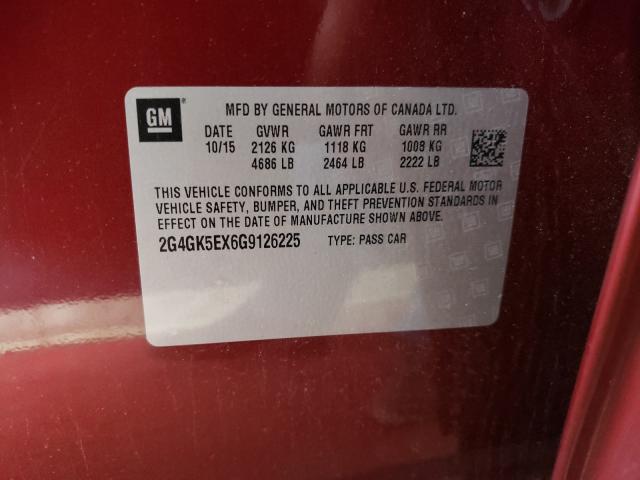 GM
MFD BY GENERAL MOTORS OF CANADA LTD.
DATE GVWR GAWR FRT GAWR RR
10/15 2126 KG 1118 KG 1008 KG
4686 LB 2464 LB 2222 LB
THIS VEHICLE CONFORMS TO ALL APPLICABLE U.S. FEDERAL MOTOR
VEHICLE SAFETY, BUMPER, AND THEFT PREVENTION STANDARDS IN
EFFECT ON THE DATE OF MANUFACTURE SHOWN ABOVE.
2G4GK5EX6G9126225 TYPE: PASS CAR